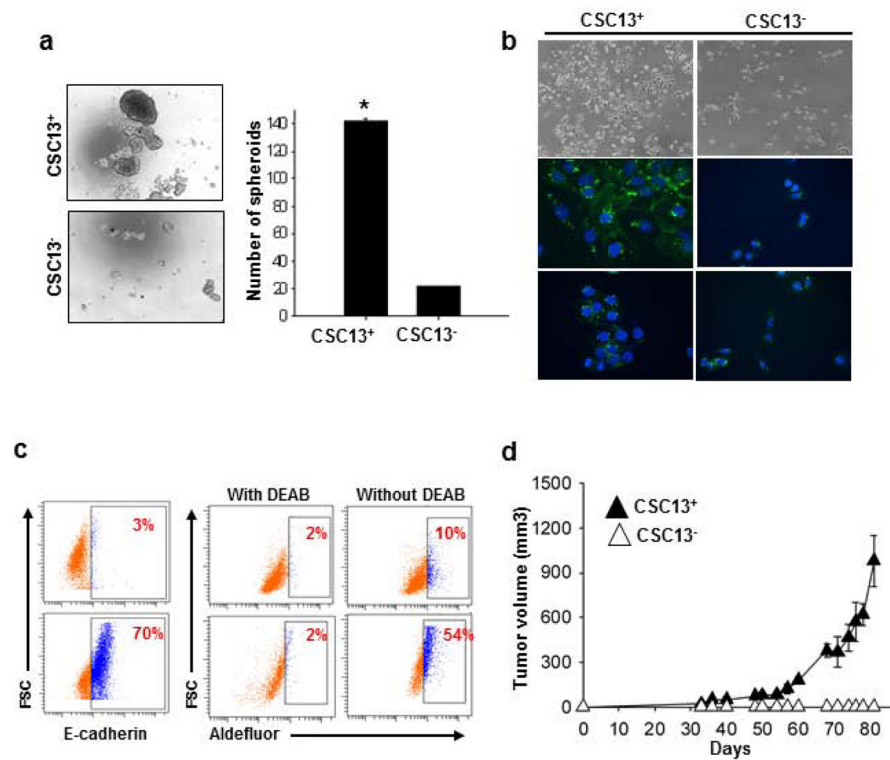 a
CSC13+
CSC13-
*
Number of spheroids
140
120
100
80
60
40
20
0
CSC13+ CSC13-
b
CSC13+ CSC13-
c
With DEAB Without DEAB
3% 2% 10%
70% 2% 54%
FSC
FSC
E-cadherin Aldefluor
d
Tumor volume (mm3)
1500
1200
900
600
300
0
CSC13+
CSC13-
0 10 20 30 40 50 60 70 80
Days